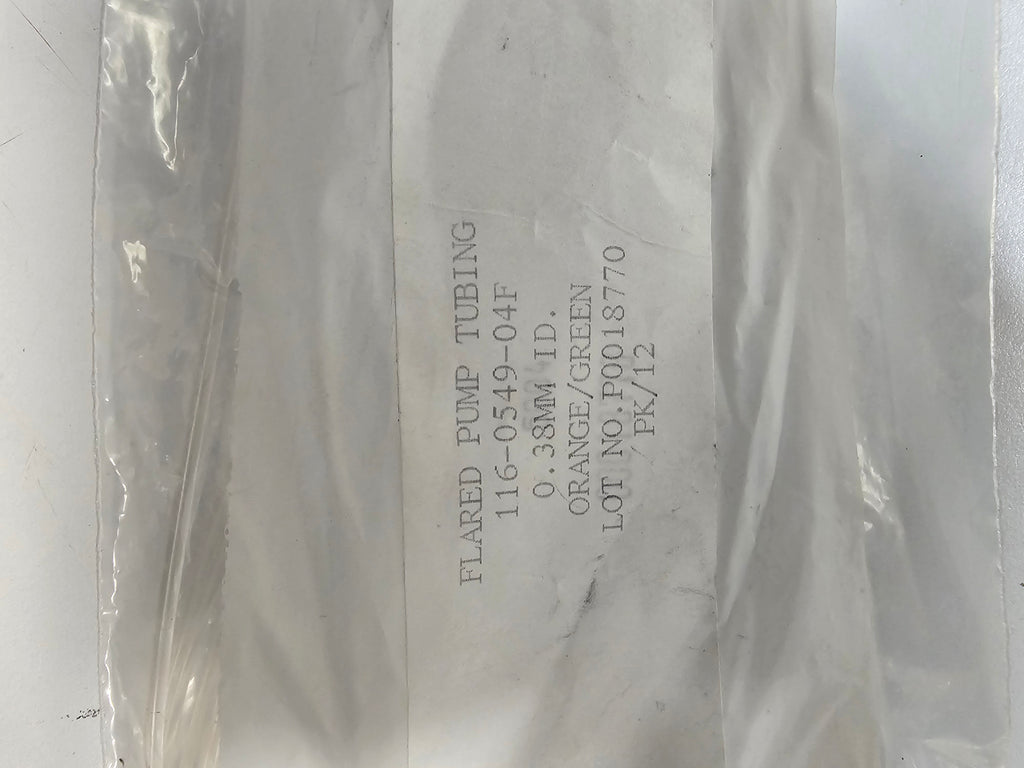 FLARED PUMP TUBING
116-0549-04F
0.38MM ID.
ORANGE/GREEN
LOT NO.P0018770
PK/12